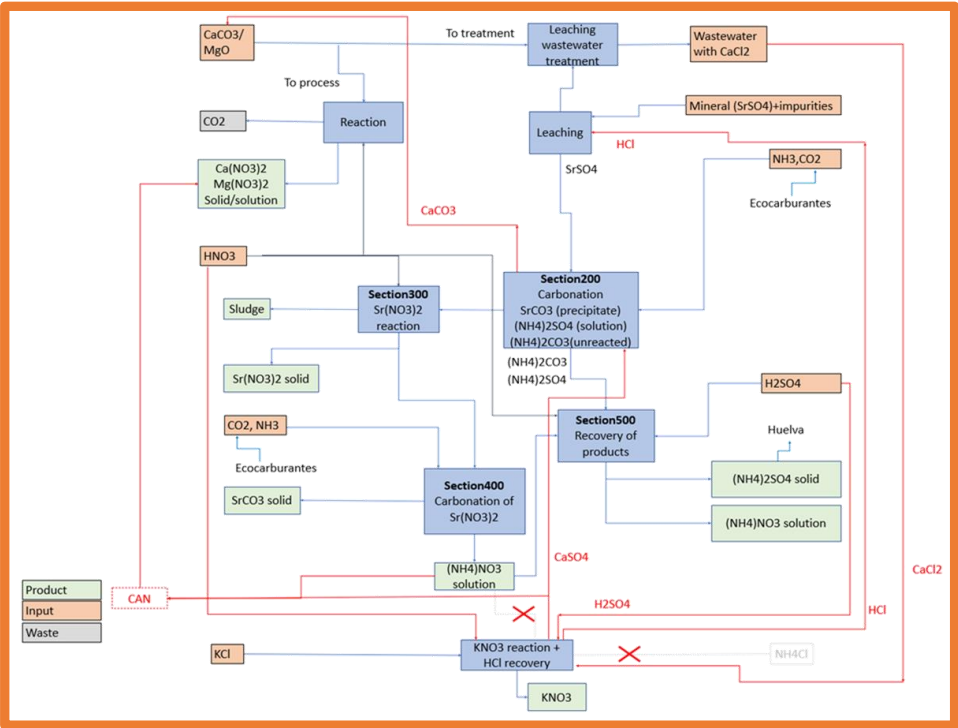 CaCO3/
MgO
To treatment
Leaching
wastewater
treatment
Wastewater
with CaCl2
To process
CO2
Reaction
Mineral (SrSO4)+impurities
Leaching
HCl
NH3,CO2
SrSO4
Ca(NO3)2
Mg(NO3)2
Solid/solution
Ecocarburantes
CaCO3
HNO3
Section200
Carbonation
SrCO3 (precipitate)
(NH4)2SO4 (solution)
(NH4)2CO3(unreacted)
Section300
Sr(NO3)2
reaction
Sludge
(NH4)2CO3
(NH4)2SO4
Sr(NO3)2 solid
H2SO4
CO2, NH3
Section500
Recovery of
products
Huelva
Ecocarburantes
(NH4)2SO4 solid
SrCO3 solid
Section400
Carbonation of
Sr(NO3)2
(NH4)NO3 solution
CaSO4
CaCl2
(NH4)NO3
solution
Product
Input
Waste
CAN
H2SO4
HCl
KCl
KNO3 reaction +
HCl recovery
NH4Cl
KNO3